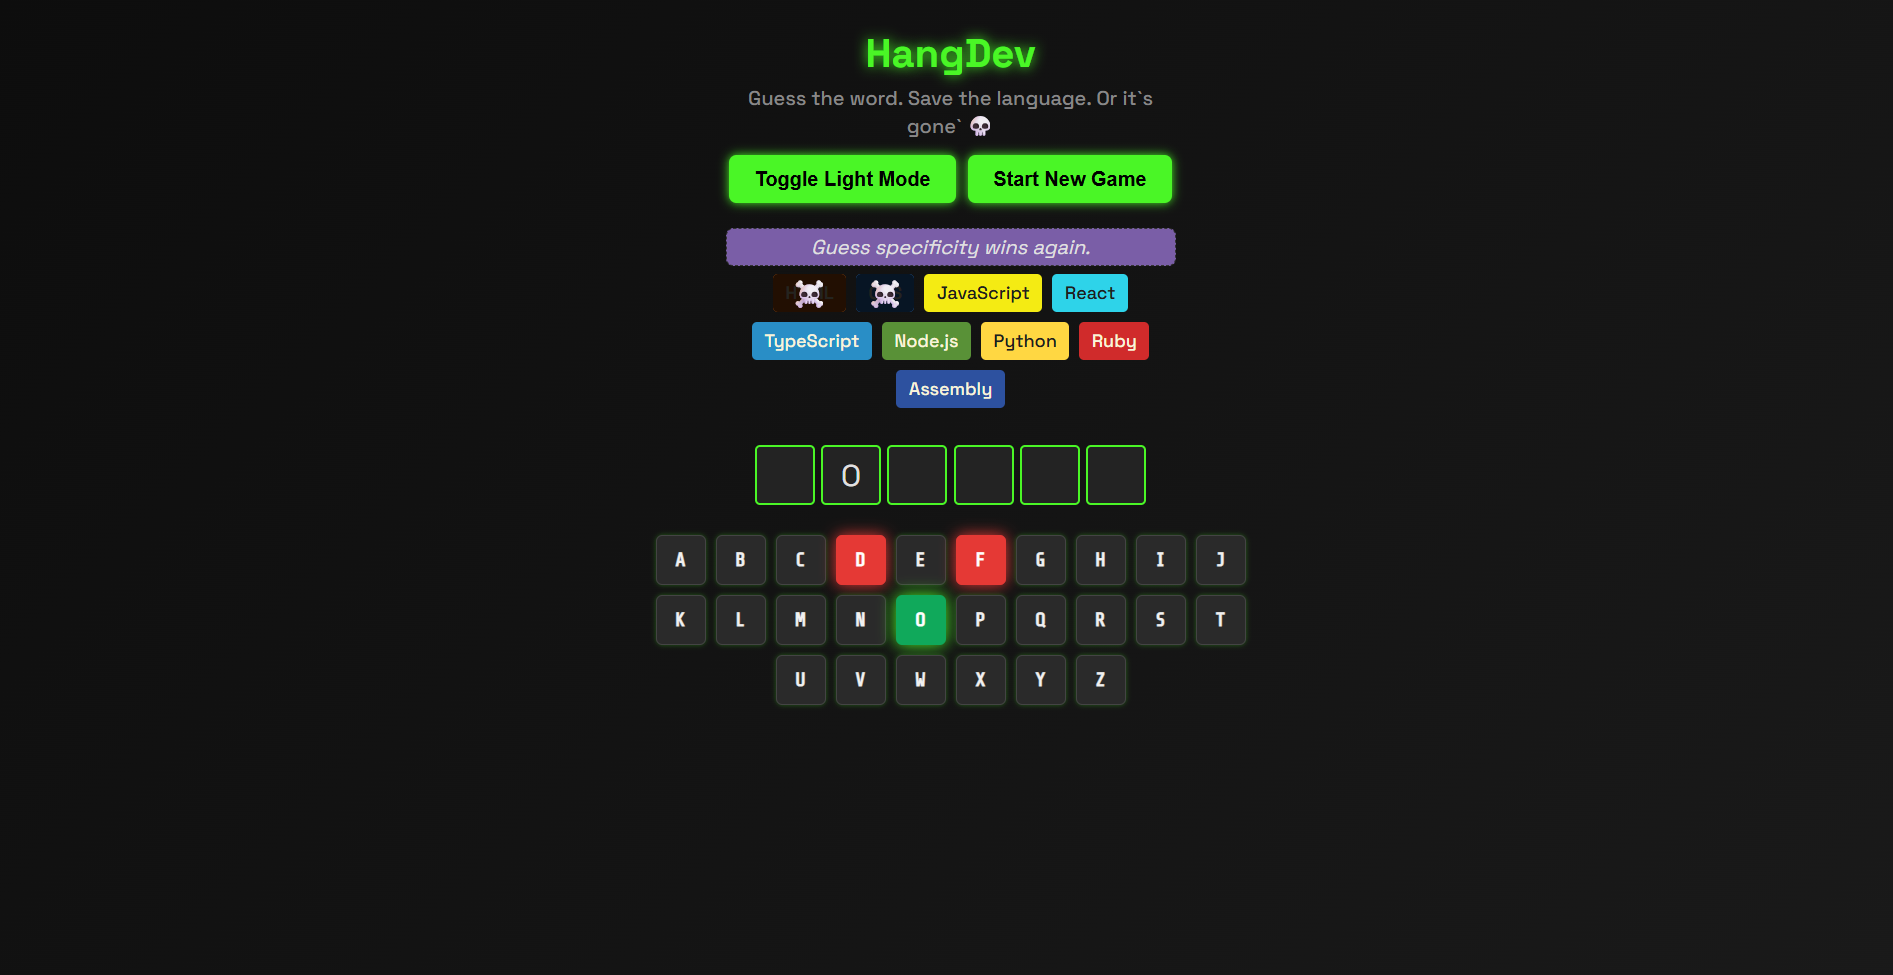 HangDev
Guess the word. Save the language. Or it`s
gone` 
Toggle Light Mode Start New Game
Guess specificity wins again.
JavaScript React
TypeScript Node.js Python Ruby
Assembly
O
A B C D E F G H I J
K L M N O P Q R S T
U V W X Y Z